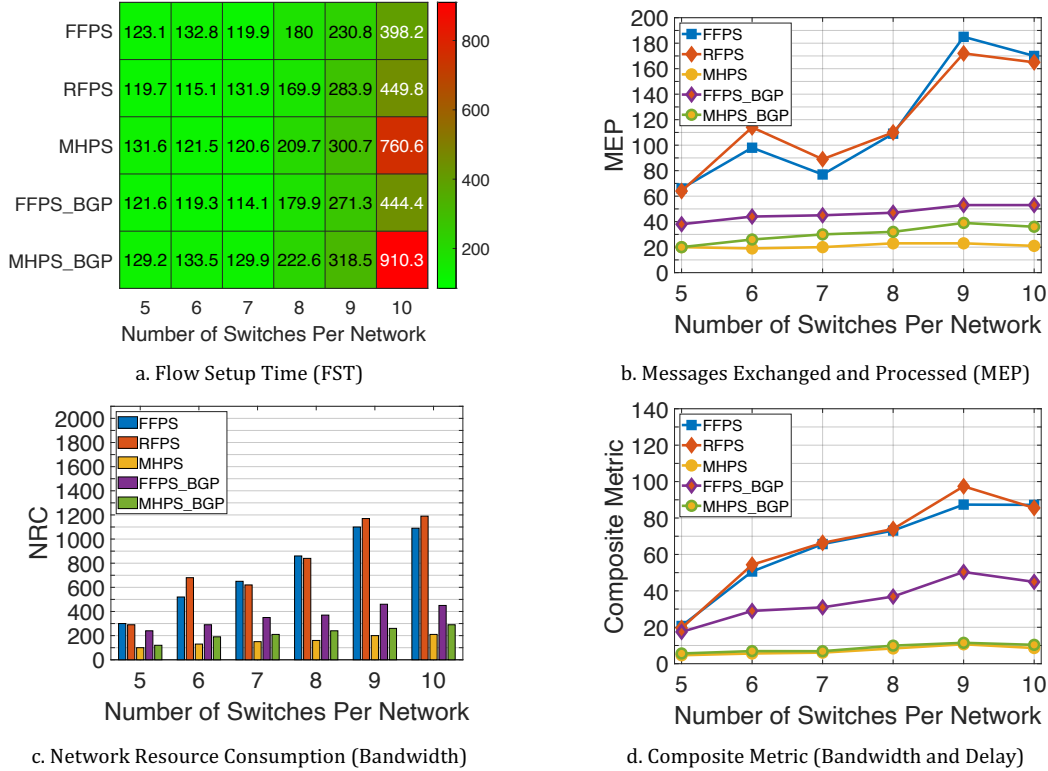 FFPS 123.1 132.8 119.9 180 230.8 398.2
RFPS 119.7 115.1 131.9 169.9 283.9 449.8
MHPS 131.6 121.5 120.6 209.7 300.7 760.6
FFPS_BGP 121.6 119.3 114.1 179.9 271.3 444.4
MHPS_BGP 129.2 133.5 129.9 222.6 318.5 910.3
5 6 7 8 9 10
Number of Switches Per Network
800
600
400
200
a. Flow Setup Time (FST)
MEP
200
180
160
140
120
100
80
60
40
20
0
FFPS
RFPS
MHPS
FFPS_BGP
MHPS_BGP
5 6 7 8 9 10
Number of Switches Per Network
b. Messages Exchanged and Processed (MEP)
NRC
2000
1800
1600
1400
1200
1000
800
600
400
200
0
FFPS
RFPS
MHPS
FFPS_BGP
MHPS_BGP
5 6 7 8 9 10
Number of Switches Per Network
c. Network Resource Consumption (Bandwidth)
Composite Metric
140
120
100
80
60
40
20
0
FFPS
RFPS
MHPS
FFPS_BGP
MHPS_BGP
5 6 7 8 9 10
Number of Switches Per Network
d. Composite Metric (Bandwidth and Delay)